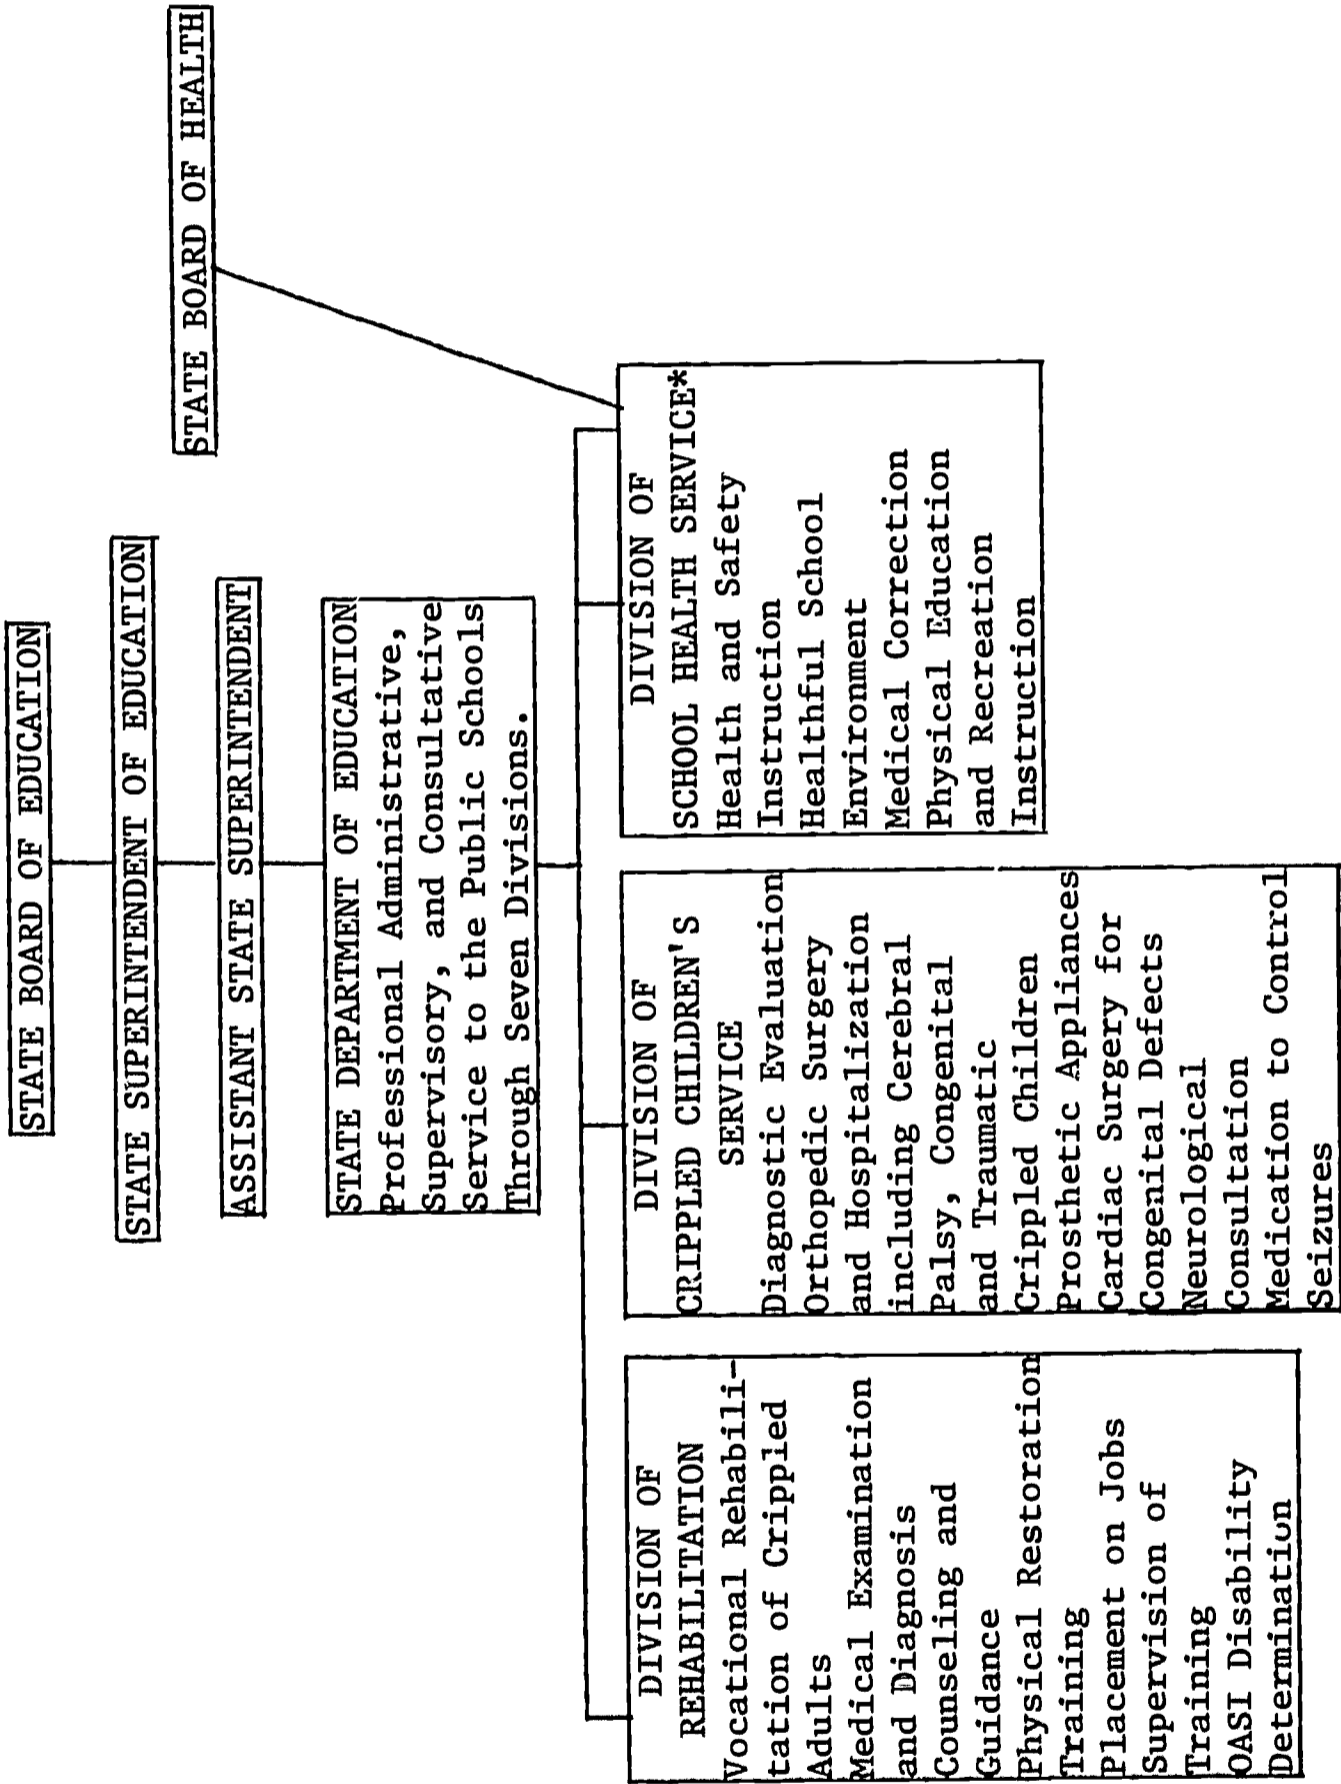 STATE BOARD OF EDUCATION
STATE SUPERINTENDENT OF EDUCATION
STATE BOARD OF HEALTH
ASSISTANT STATE SUPERINTENDENT
STATE DEPARTMENT OF EDUCATION
Professional Administrative,
Supervisory, and Consultative
Service to the Public Schools
Through Seven Divisions.
DIVISION OF
REHABILITATION
Vocational Rehabili-
tation of Crippled
Adults
Medical Examination
and Diagnosis
Counseling and
Guidance
Physical Restoration
Training
Placement on Jobs
Supervision of
Training
OASI Disability
Determination
DIVISION OF
CRIPPLED CHILDREN'S
SERVICE
Diagnostic Evaluation
Orthopedic Surgery
and Hospitalization
including Cerebral
Palsy, Congenital
and Traumatic
Crippled Children
Prosthetic Appliances
Cardiac Surgery for
Congenital Defects
Neurological
Consultation
Medication to Control
Seizures
DIVISION OF
SCHOOL HEALTH SERVICE*
Health and Safety
Instruction
Healthful School
Environment
Medical Correction
Physical Education
and Recreation
Instruction